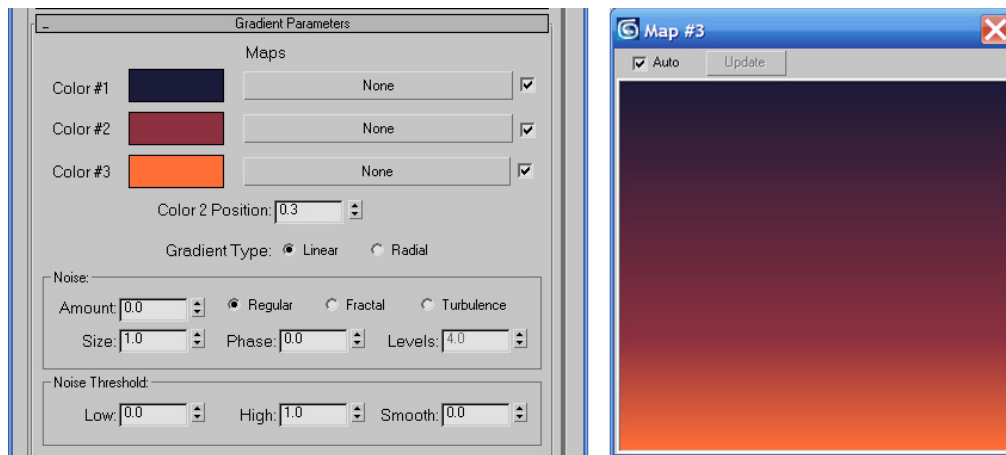 Gradient Parameters
Maps
Color #1 None
Color #2 None
Color #3 None
Color 2 Position: 0.3
Gradient Type: Linear Radial
Noise:
Amount: 0.0 Regular Fractal Turbulence
Size: 1.0 Phase: 0.0 Levels: 4.0
Noise Threshold:
Low: 0.0 High: 1.0 Smooth: 0.0
Map #3
Auto Update